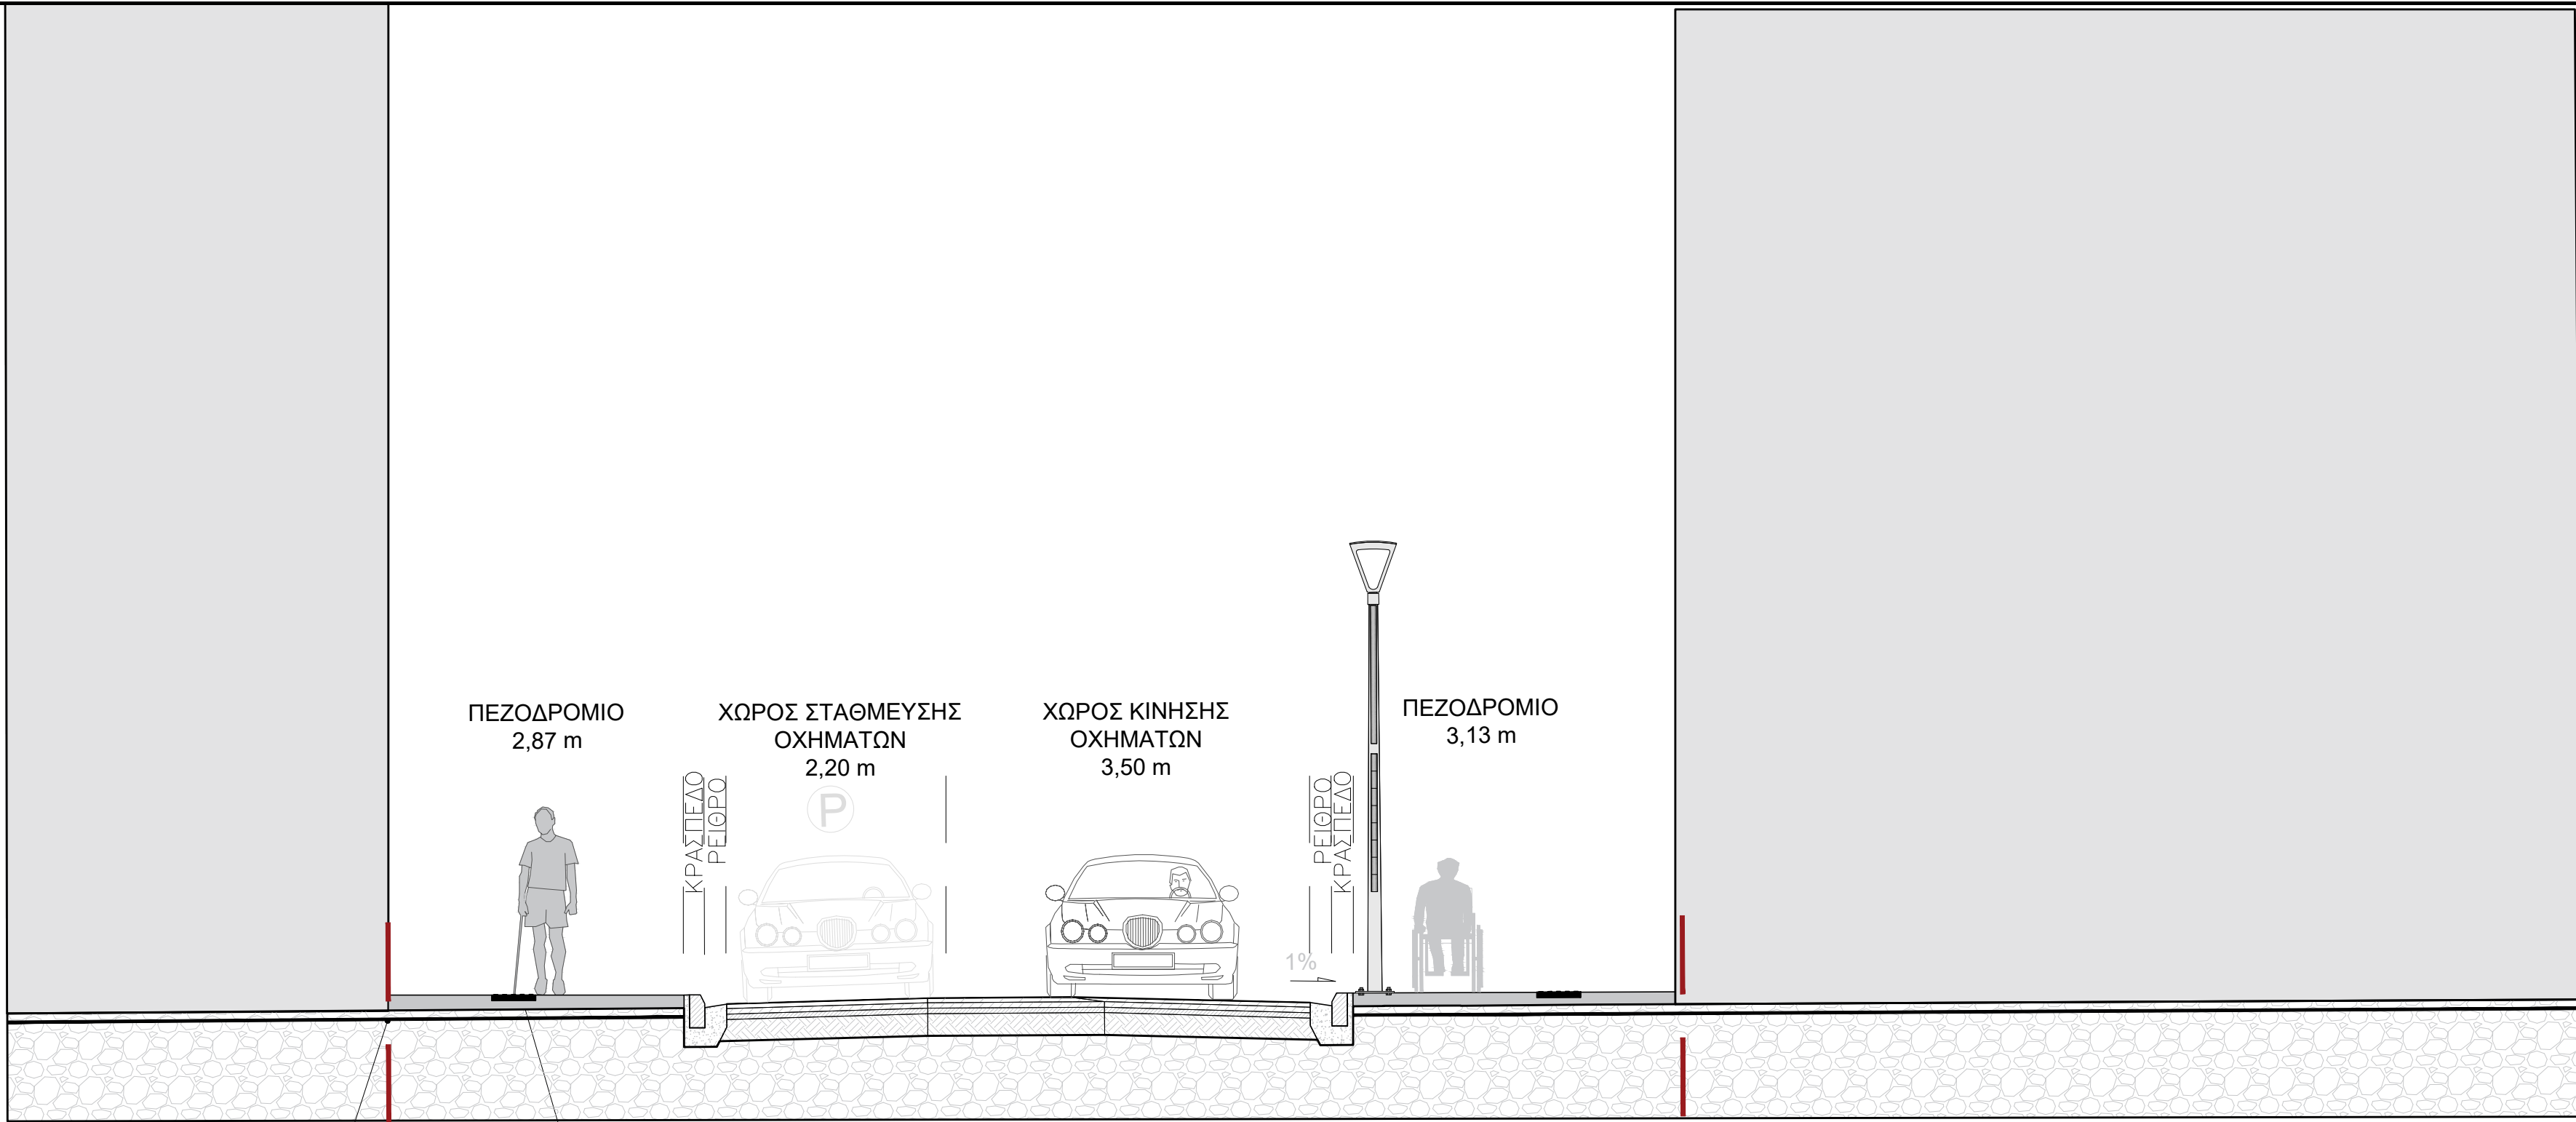 ΠΕΖΟΔΡΟΜΙΟ
2,87 m
ΧΩΡΟΣ ΣΤΑΘΜΕΥΣΗΣ
ΟΧΗΜΑΤΩΝ
2,20 m
ΧΩΡΟΣ ΚΙΝΗΣΗΣ
ΟΧΗΜΑΤΩΝ
3,50 m
ΠΕΖΟΔΡΟΜΙΟ
3,13 m
ΚΡΑΣΠΕΔΟ
ΡΕΙΘΡΟ
P
ΡΕΙΘΡΟ
ΚΡΑΣΠΕΔΟ
1%